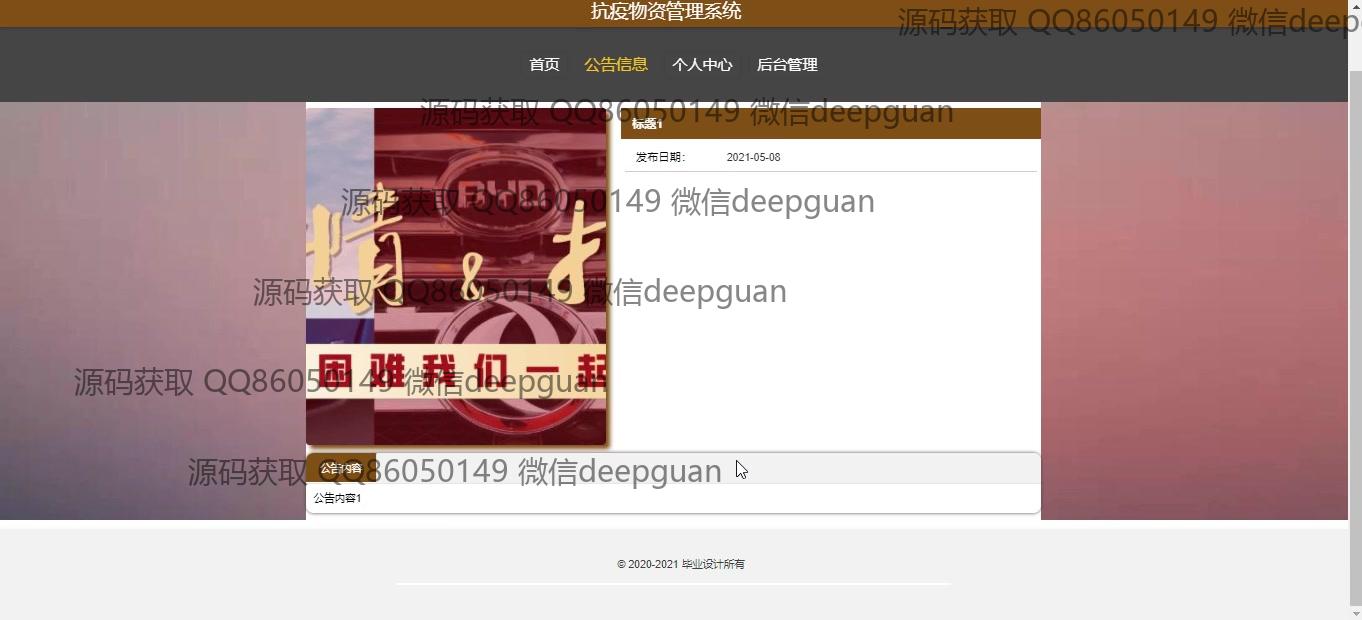 抗疫物资管理系统
源码获取 QQ86050149 微信deep
首页 公告信息 个人中心 后台管理
源码获取 QQ86050149 微信deepguan
标题1
发布日期： 2021-05-08
源码获取 QQ86050149 微信deepguan
BYD
情 &
源码获取 QQ86050149 微信deepguan
困难我们一起
源码获取 QQ86050149 微信deepguan
源码获取 QQ86050149 微信deepguan
公告内容
公告内容1
© 2020-2021 毕业设计所有